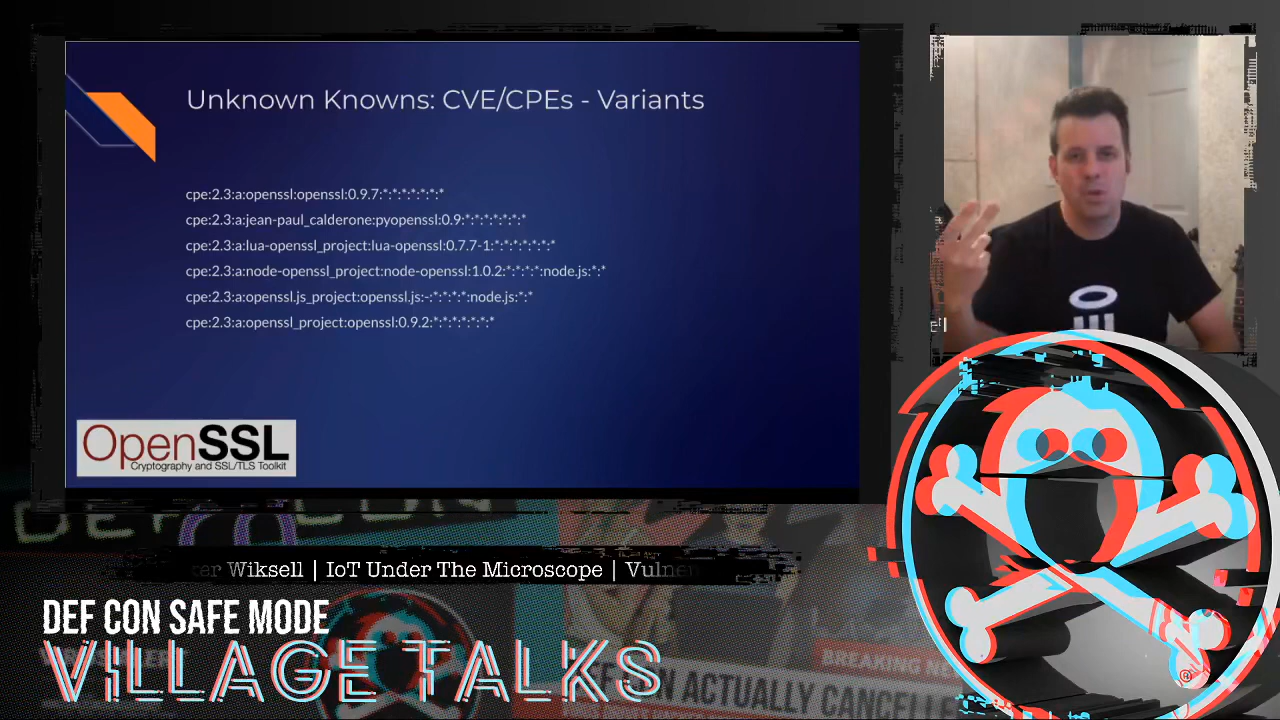 Unknown Knowns: CVE/CPEs - Variants
cpe:2.3:a:openssl:openssl:0.9.7:*:*:*:*:*:*:*
cpe:2.3:a:jean-paul_calderone:pyopenssl:0.9:*:*:*:*:*:*:*
cpe:2.3:a:lua-openssl_project:lua-openssl:0.7.7-1:*:*:*:*:*:*:*
cpe:2.3:a:node-openssl_project:node-openssl:1.0.2:*:*:*:*:node.js:*:*
cpe:2.3:a:openssl.js_project:openssl.js:-:*:*:*:*:node.js:*:*
cpe:2.3:a:openssl_project:openssl:0.9.2:*:*:*:*:*:*:*
OpenSSL
Cryptography and SSL/TLS Toolkit
DEF CON
Wiksell | IoT Under The Microscope |
DEF CON SAFE MODE
VILLAGE TALKS
BREAKING
ACTUALLY
®